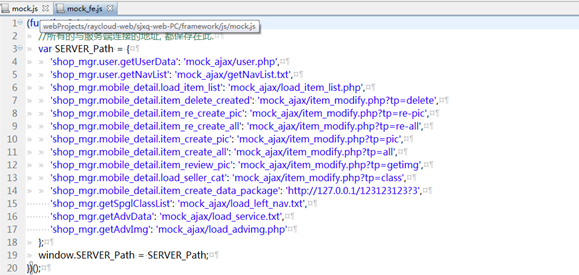 mock.js mock_fe.js
1 (fu
webProjects/raycloud-web/sjxq-web-PC/framework/js/mock.js
2 //所有的与服务端连接的地址, 都保存在此.
3 var SERVER_Path = {
4 'shop_mgr.user.getUserData': 'mock_ajax/user.php',
5 'shop_mgr.user.getNavList': 'mock_ajax/getNavList.txt',
6 'shop_mgr.mobile_detail.load_item_list': 'mock_ajax/load_item_list.php',
7 'shop_mgr.mobile_detail.item_delete_created': 'mock_ajax/item_modify.php?tp=delete',
8 'shop_mgr.mobile_detail.item_re_create_pic': 'mock_ajax/item_modify.php?tp=re-pic',
9 'shop_mgr.mobile_detail.item_re_create_all': 'mock_ajax/item_modify.php?tp=re-all',
10 'shop_mgr.mobile_detail.item_create_pic': 'mock_ajax/item_modify.php?tp=pic',
11 'shop_mgr.mobile_detail.item_create_all': 'mock_ajax/item_modify.php?tp=all',
12 'shop_mgr.mobile_detail.item_review_pic': 'mock_ajax/item_modify.php?tp=getimg',
13 'shop_mgr.mobile_detail.load_seller_cat': 'mock_ajax/item_modify.php?tp=class',
14 'shop_mgr.mobile_detail.item_create_data_package': 'http://127.0.0.1/123123123?3',
15 'shop_mgr.getSpglClassList': 'mock_ajax/load_left_nav.txt',
16 'shop_mgr.getAdvData': 'mock_ajax/load_service.txt',
17 'shop_mgr.getAdvImg': 'mock_ajax/load_advimg.php'
18 };
19 window.SERVER_Path = SERVER_Path;
20 })();